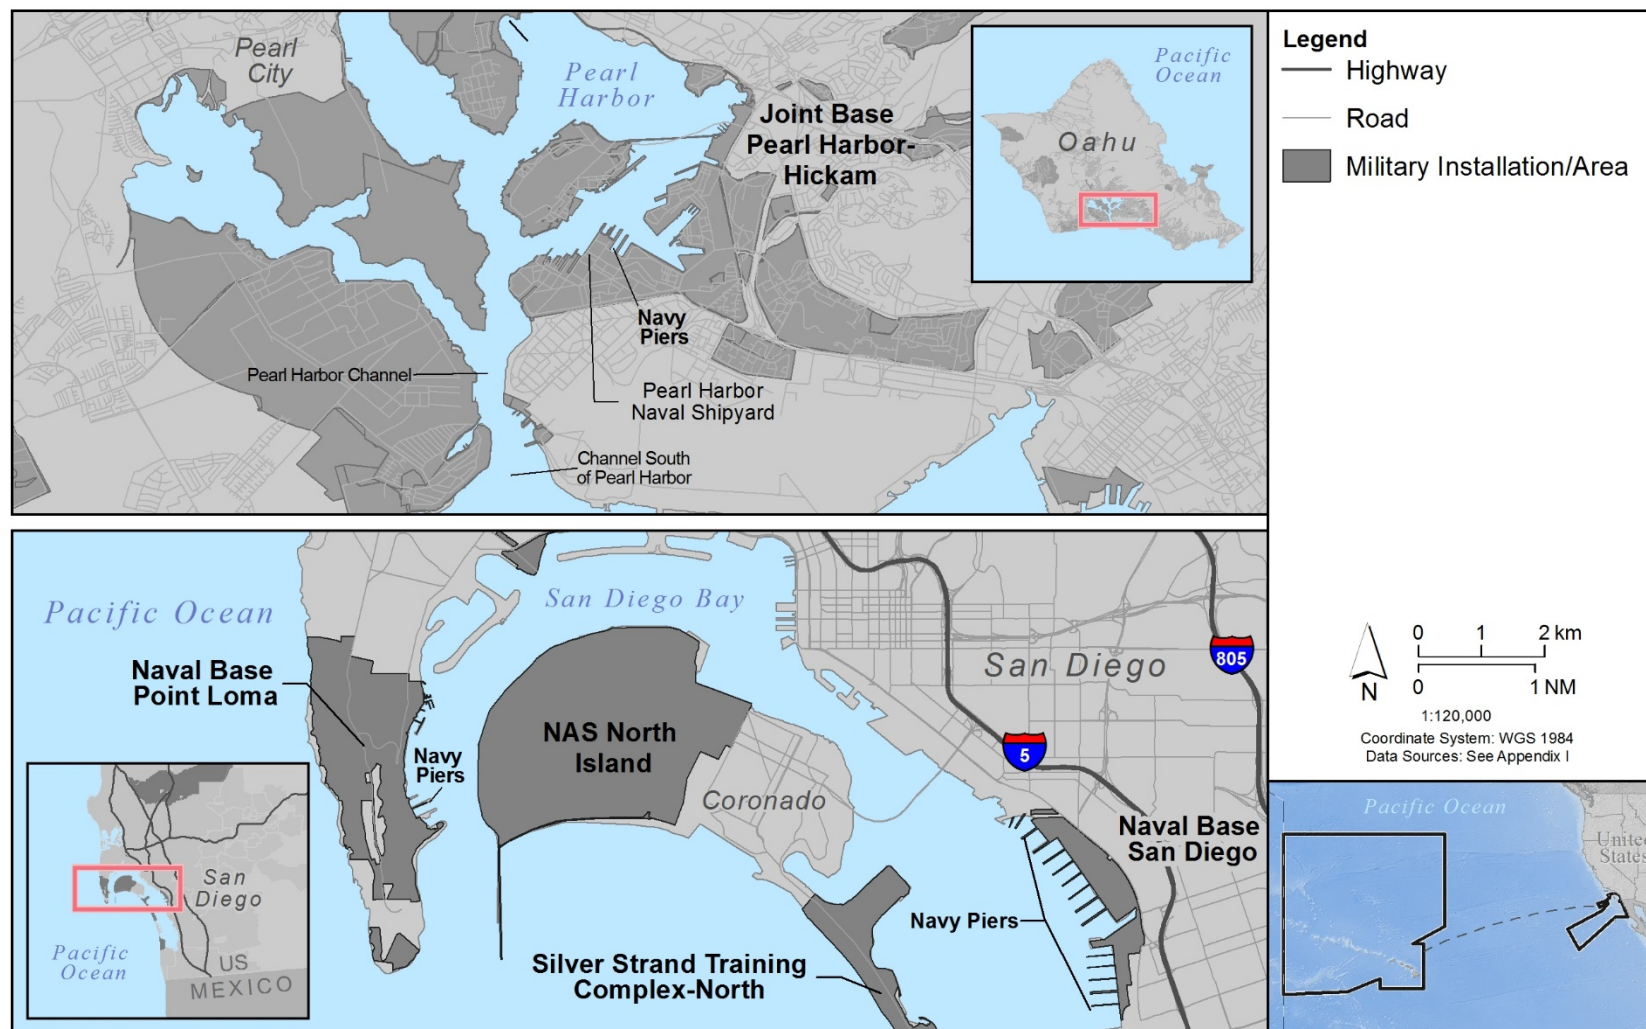 Pearl
City
Pearl
Harbor
Joint Base
Pearl Harbor-
Hickam
Navy
Piers
Pearl Harbor Channel
Pearl Harbor
Naval Shipyard
Channel South
of Pearl Harbor
Pacific
Ocean
Oahu
Legend
Highway
Road
Military Installation/Area
Pacific Ocean
San Diego Bay
Naval Base
Point Loma
Navy
Piers
NAS North
Island
Coronado
San Diego
805
5
Naval Base
San Diego
Navy Piers
Silver Strand Training
Complex-North
San
Diego
Pacific
Ocean
US
MEXICO
N
0 1 2 km
0 1 NM
1:120,000
Coordinate System: WGS 1984
Data Sources: See Appendix I
Pacific Ocean
United
States